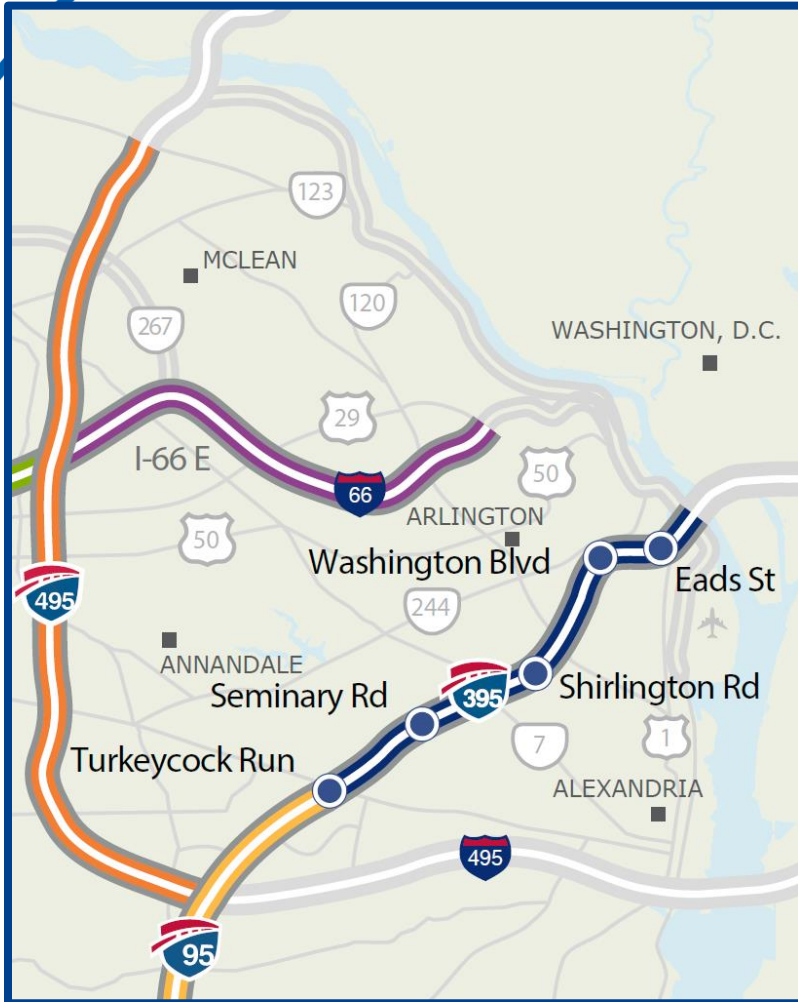 123
MCLEAN
120
267
WASHINGTON, D.C.
29
I-66 E
66
50
ARLINGTON
50
Washington Blvd
Eads St
495
244
ANNANDALE
Seminary Rd
395
Shirlington Rd
7
1
Turkeycock Run
ALEXANDRIA
495
95